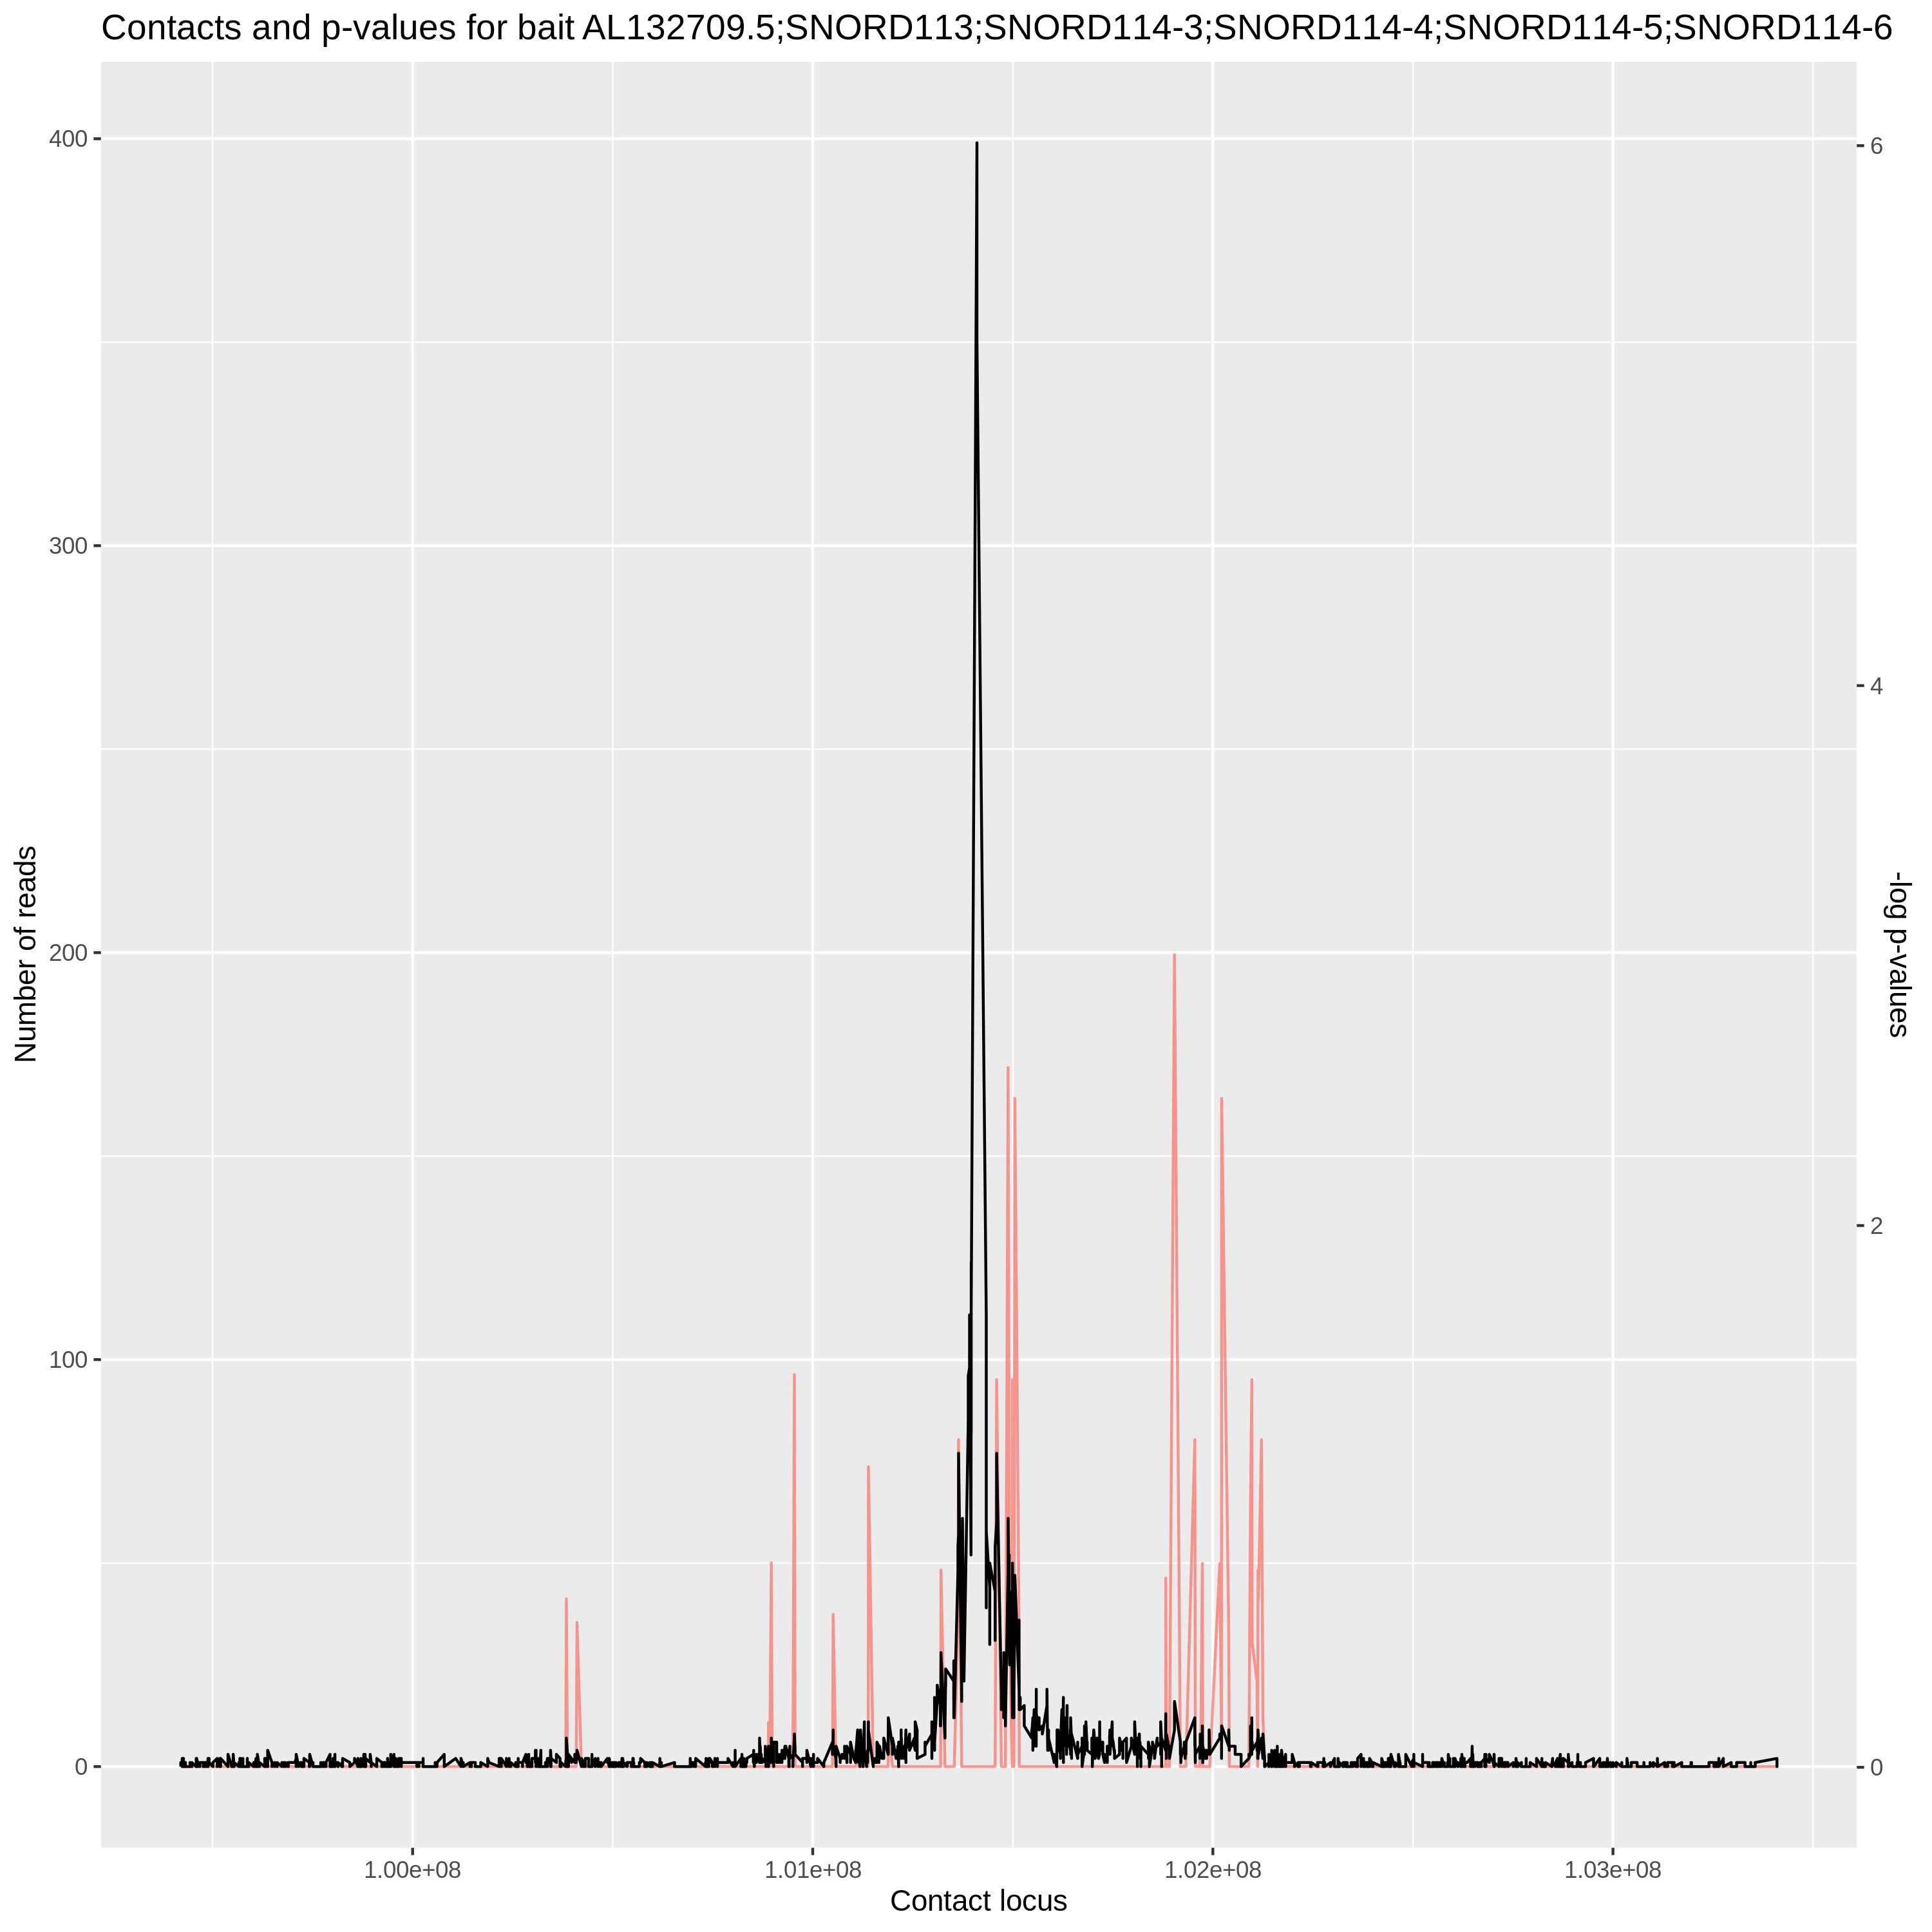 Contacts and p-values for bait AL132709.5;SNORD113;SNORD114-3;SNORD114-4;SNORD114-5;SNORD114-6
400
300
200
100
0
Number of reads
6
4
2
0
-log p-values
1.00e+08
1.01e+08
1.02e+08
1.03e+08
Contact locus